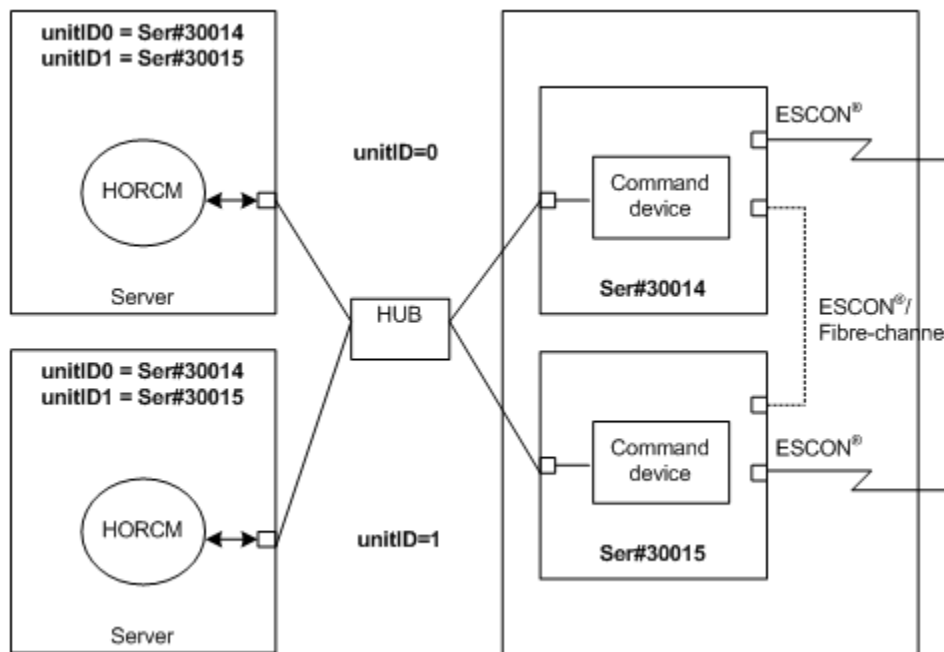 unitID0 = Ser#30014
unitID1 = Ser#30015
HORCM
Server
unitID=0
HUB
unitID0 = Ser#30014
unitID1 = Ser#30015
HORCM
Server
unitID=1
Command
device
Ser#30014
ESCON®
ESCON®/
Fibre-channel
Command
device
Ser#30015
ESCON®